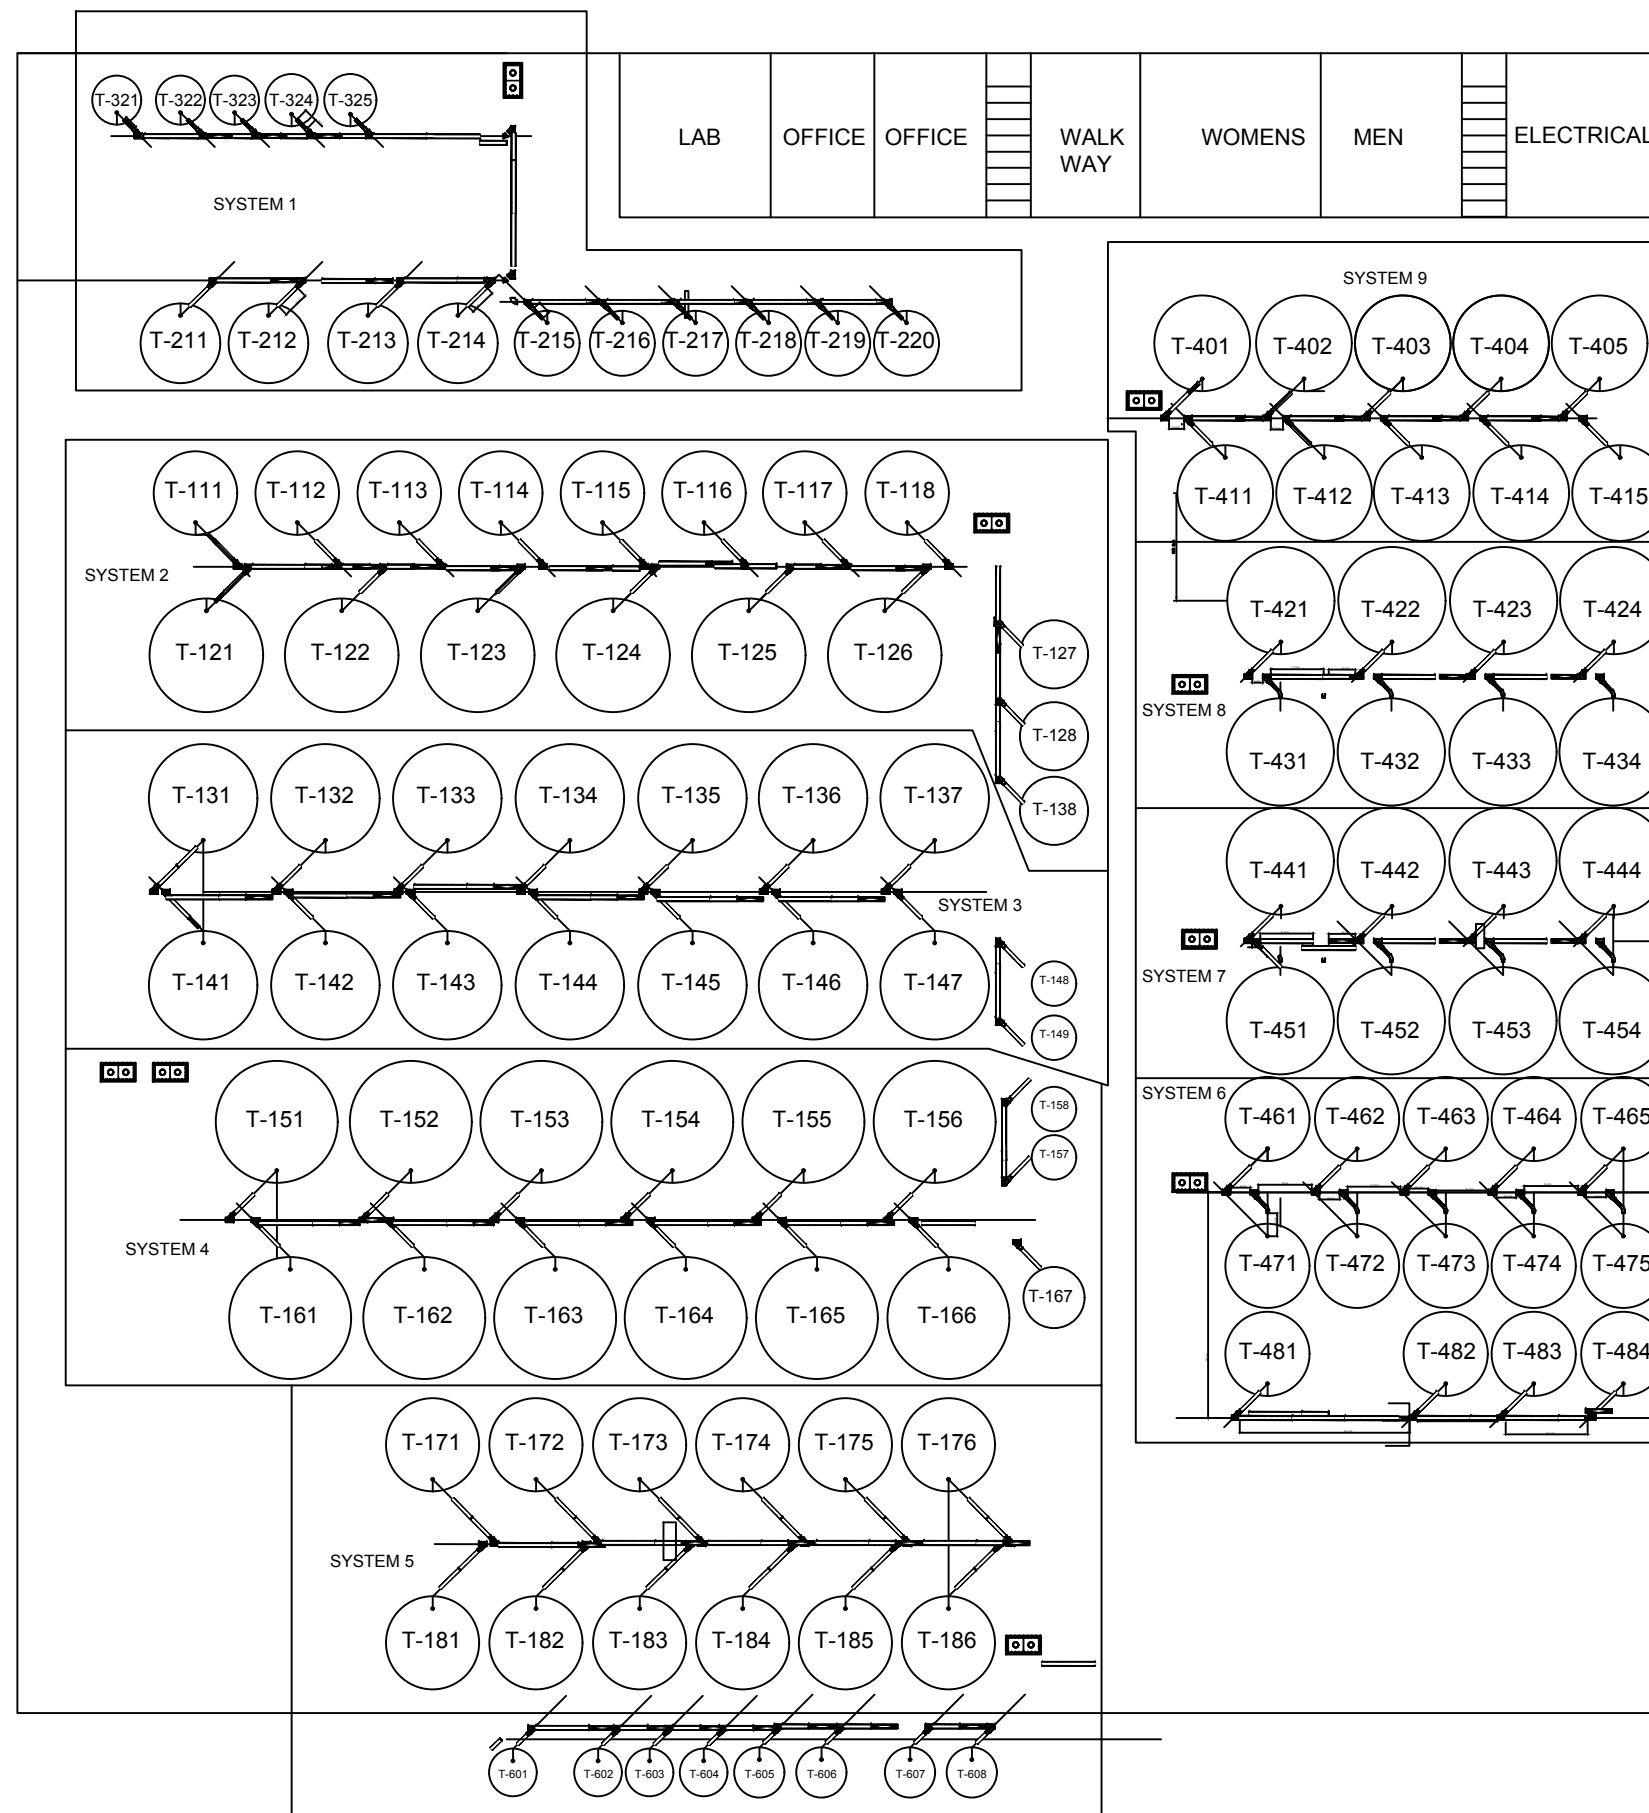 T-321 T-322 T-323 T-324 T-325
LAB OFFICE OFFICE WALK WOMENS MEN ELECTRICAL
WAY
SYSTEM 1
SYSTEM 9
T-211 T-212 T-213 T-214 T-215 T-216 T-217 T-218 T-219 T-220
T-401 T-402 T-403 T-404 T-405
T-111 T-112 T-113 T-114 T-115 T-116 T-117 T-118
T-411 T-412 T-413 T-414 T-415
SYSTEM 2
T-421 T-422 T-423 T-424
T-121 T-122 T-123 T-124 T-125 T-126 T-127
SYSTEM 8
T-128
T-431 T-432 T-433 T-434
T-131 T-132 T-133 T-134 T-135 T-136 T-137 T-138
T-441 T-442 T-443 T-444
SYSTEM 3
SYSTEM 7
T-141 T-142 T-143 T-144 T-145 T-146 T-147 T-148
T-149
T-451 T-452 T-453 T-454
SYSTEM 6
T-151 T-152 T-153 T-154 T-155 T-156 T-158
T-461 T-462 T-463 T-464 T-465
T-157
SYSTEM 4
T-471 T-472 T-473 T-474 T-475
T-161 T-162 T-163 T-164 T-165 T-166 T-167
T-481 T-482 T-483 T-484
T-171 T-172 T-173 T-174 T-175 T-176
SYSTEM 5
T-181 T-182 T-183 T-184 T-185 T-186
T-601 T-602 T-603 T-604 T-605 T-606 T-607 T-608